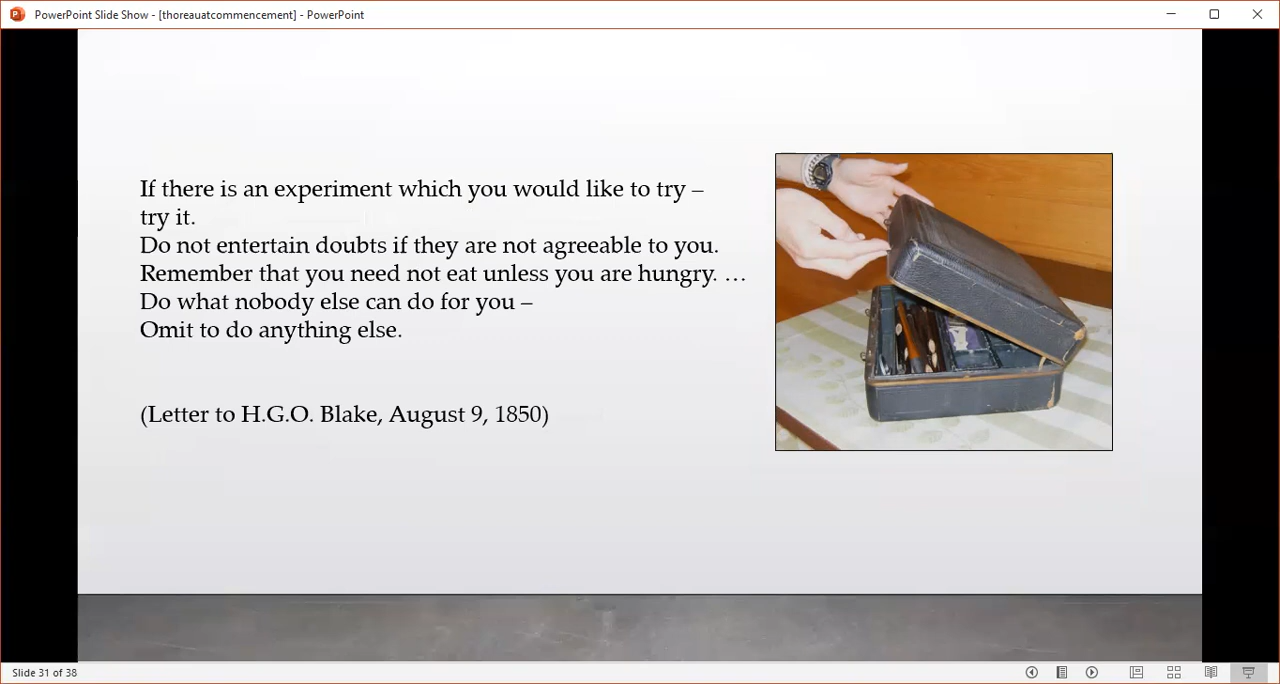 PowerPoint Slide Show - [thoreauatcommencement] - PowerPoint
If there is an experiment which you would like to try –
try it.
Do not entertain doubts if they are not agreeable to you.
Remember that you need not eat unless you are hungry. …
Do what nobody else can do for you –
Omit to do anything else.
(Letter to H.G.O. Blake, August 9, 1850)
Slide 31 of 38